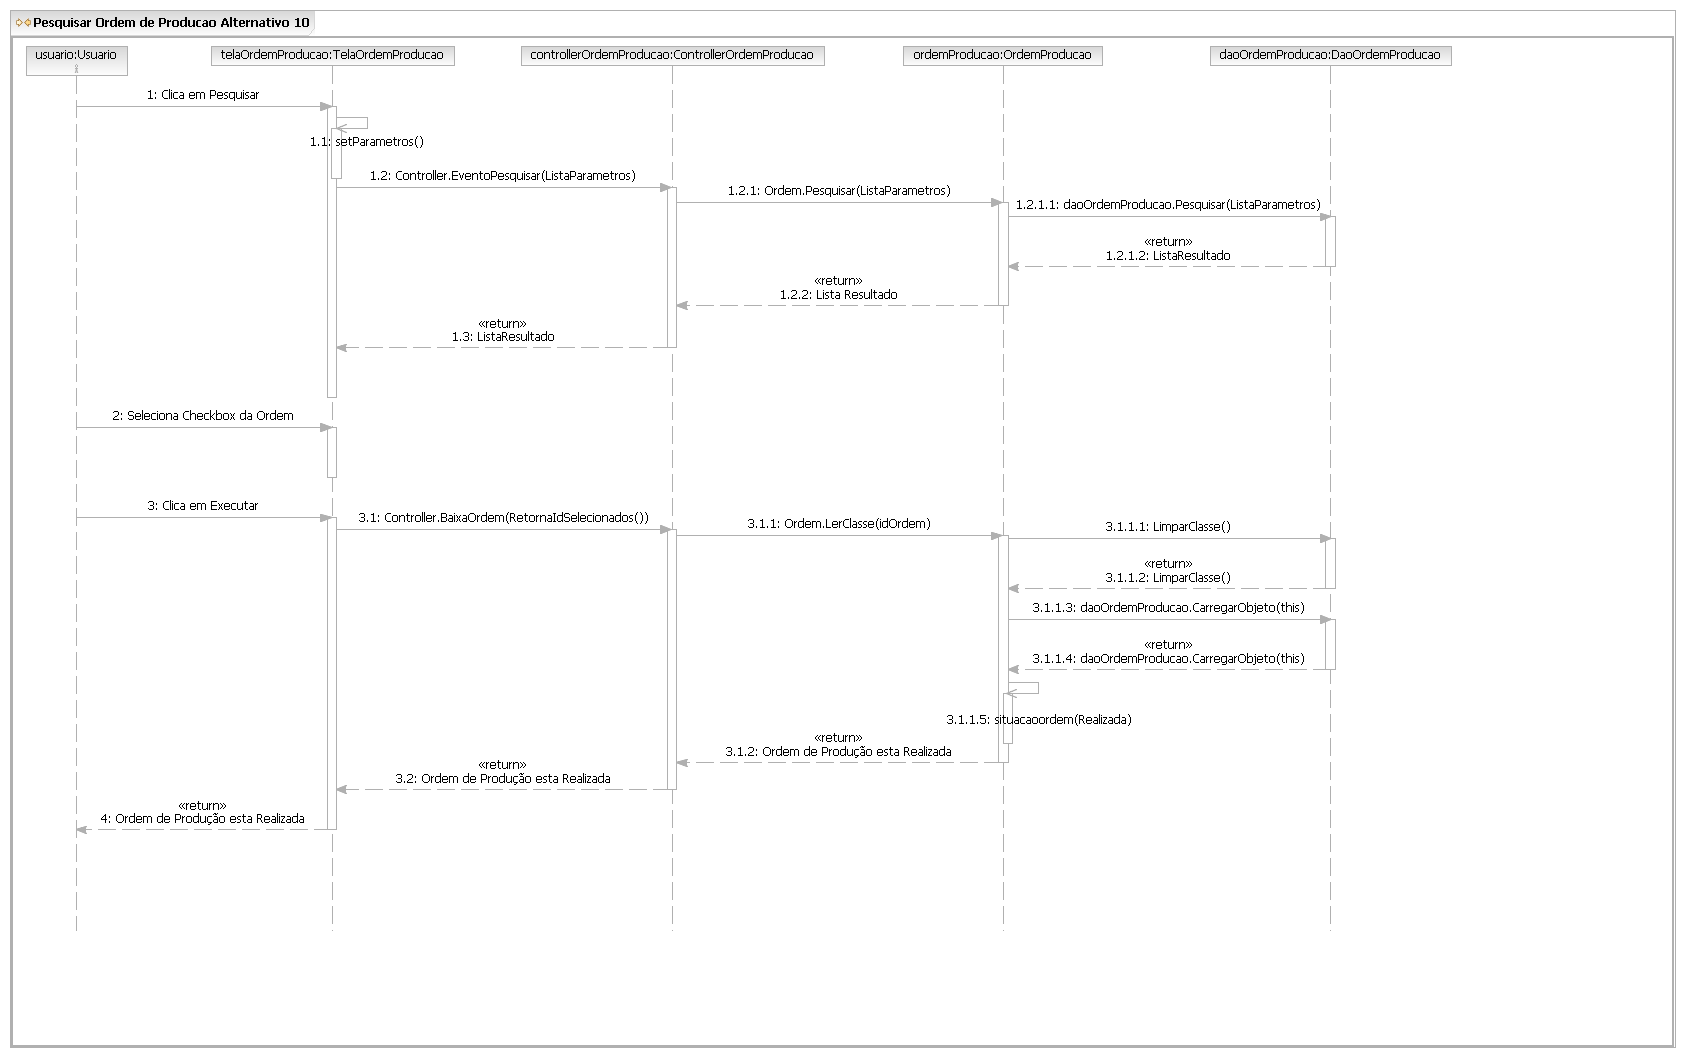 Pesquisar Ordem de Producao Alternativo 10
usuario:Usuario
telaOrdemProducao:TelaOrdemProducao
controllerOrdemProducao:ControllerOrdemProducao
ordemProducao:OrdemProducao
daoOrdemProducao:DaoOrdemProducao
1: Clica em Pesquisar
1.1: setParametros()
1.2: Controller.EventoPesquisar(ListaParametros)
1.2.1: Ordem.Pesquisar(ListaParametros)
1.2.1.1: daoOrdemProducao.Pesquisar(ListaParametros)
«return»
1.2.1.2: ListaResultado
«return»
1.2.2: Lista Resultado
«return»
1.3: ListaResultado
2: Seleciona Checkbox da Ordem
3: Clica em Executar
3.1: Controller.BaixaOrdem(RetornaIdSelecionados())
3.1.1: Ordem.LerClasse(idOrdem)
3.1.1.1: LimparClasse()
«return»
3.1.1.2: LimparClasse()
3.1.1.3: daoOrdemProducao.CarregarObjeto(this)
«return»
3.1.1.4: daoOrdemProducao.CarregarObjeto(this)
3.1.1.5: situacaoordem(Realizada)
«return»
3.1.2: Ordem de Produção esta Realizada
«return»
3.2: Ordem de Produção esta Realizada
«return»
4: Ordem de Produção esta Realizada